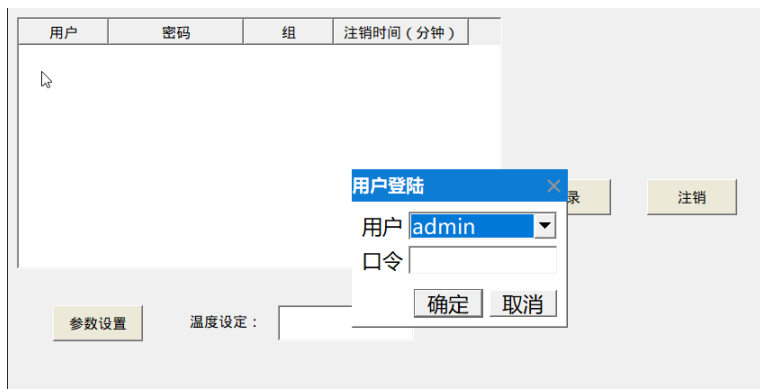 用户 密码 组 注销时间（分钟）
用户登陆
录 注销
用户 admin
口令
确定 取消
参数设置 温度设定：